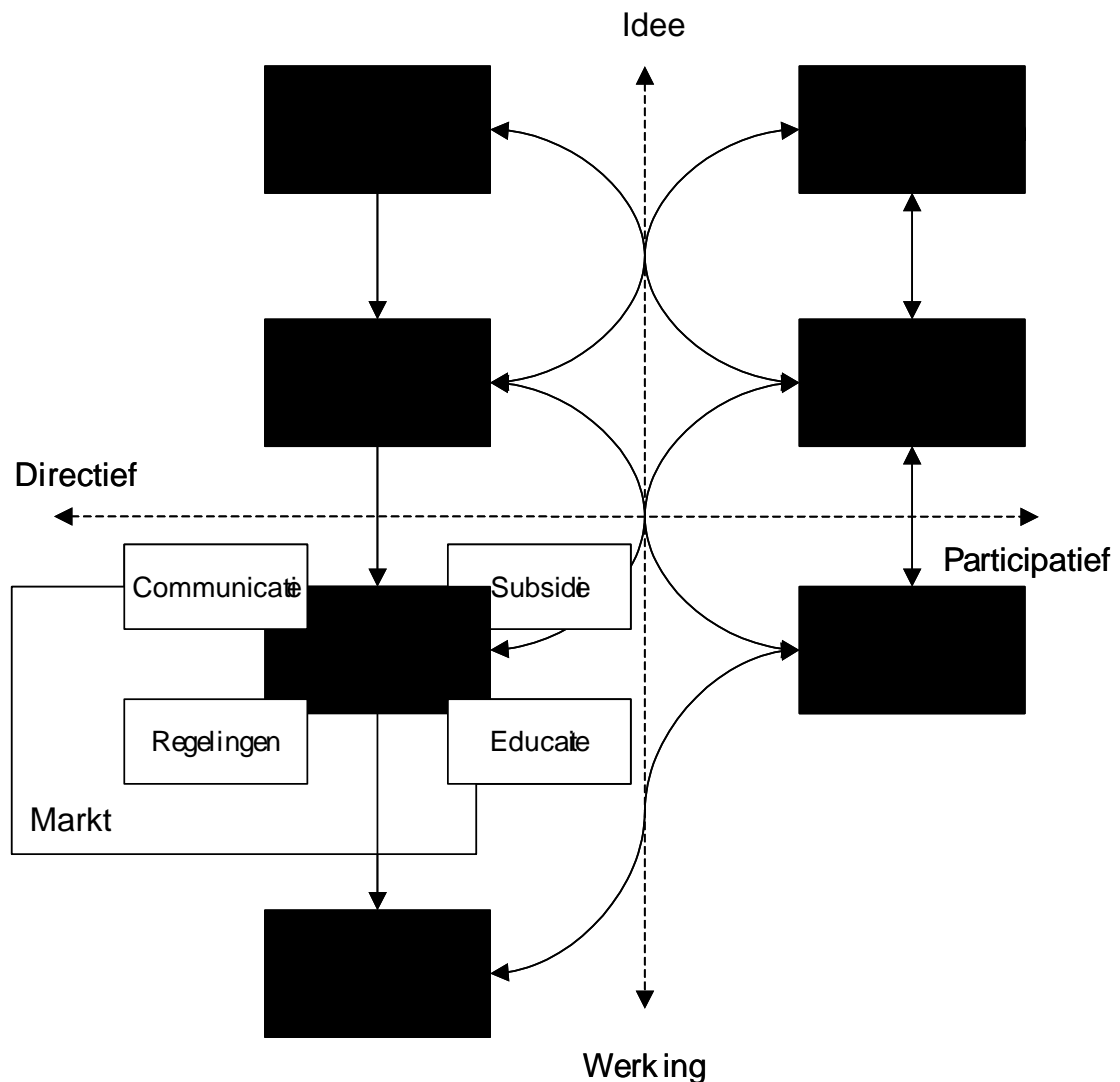 Idee
Directief
Participatief
Communicatie
Subsidie
Regelingen
Educatie
Markt
Werking